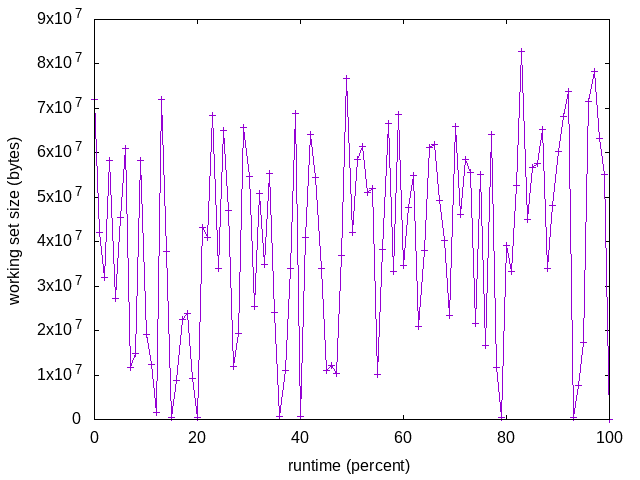 9x10^7
8x10^7
7x10^7
6x10^7
5x10^7
4x10^7
3x10^7
2x10^7
1x10^7
0
working set size (bytes)
0 20 40 60 80 100
runtime (percent)